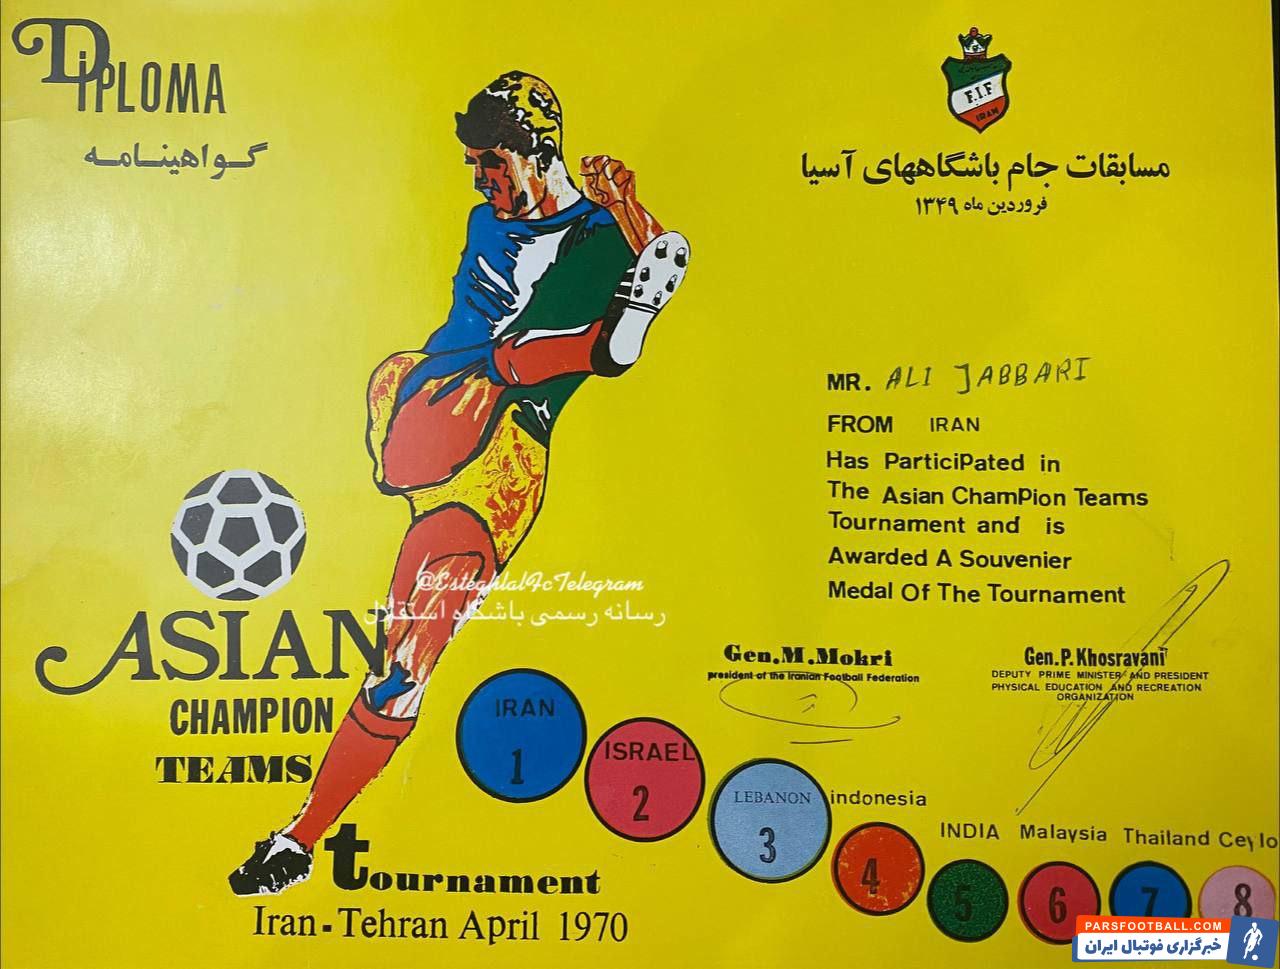 DiPLOMA
گواهینامه
F.I.F
IRAN
مسابقات جام باشگاههای آسیا
فروردین ماه ۱۳۴۹
MR. ALI JABBARI
FROM IRAN
Has ParticiPated in
The Asian ChamPion Teams
Tournament and is
Awarded A Souvenier
Medal Of The Tournament
@EsteghlalFcTelegram
رسانه رسمی باشگاه استقلال
ASIAN
CHAMPION
TEAMS
tournament
Iran-Tehran April 1970
Gen.M.Mokri
president of the Iranian Football Federation
Gen.P.Khosravani
DEPUTY PRIME MINISTER AND PRESIDENT
PHYSICAL EDUCATION AND RECREATION
ORGANIZATION
IRAN
1
ISRAEL
2
LEBANON
3
indonesia
4
INDIA
5
Malaysia
6
Thailand
7
Ceylo
8
PARSFOOTBALL.COM
خبرگزاری فوتبال ایران